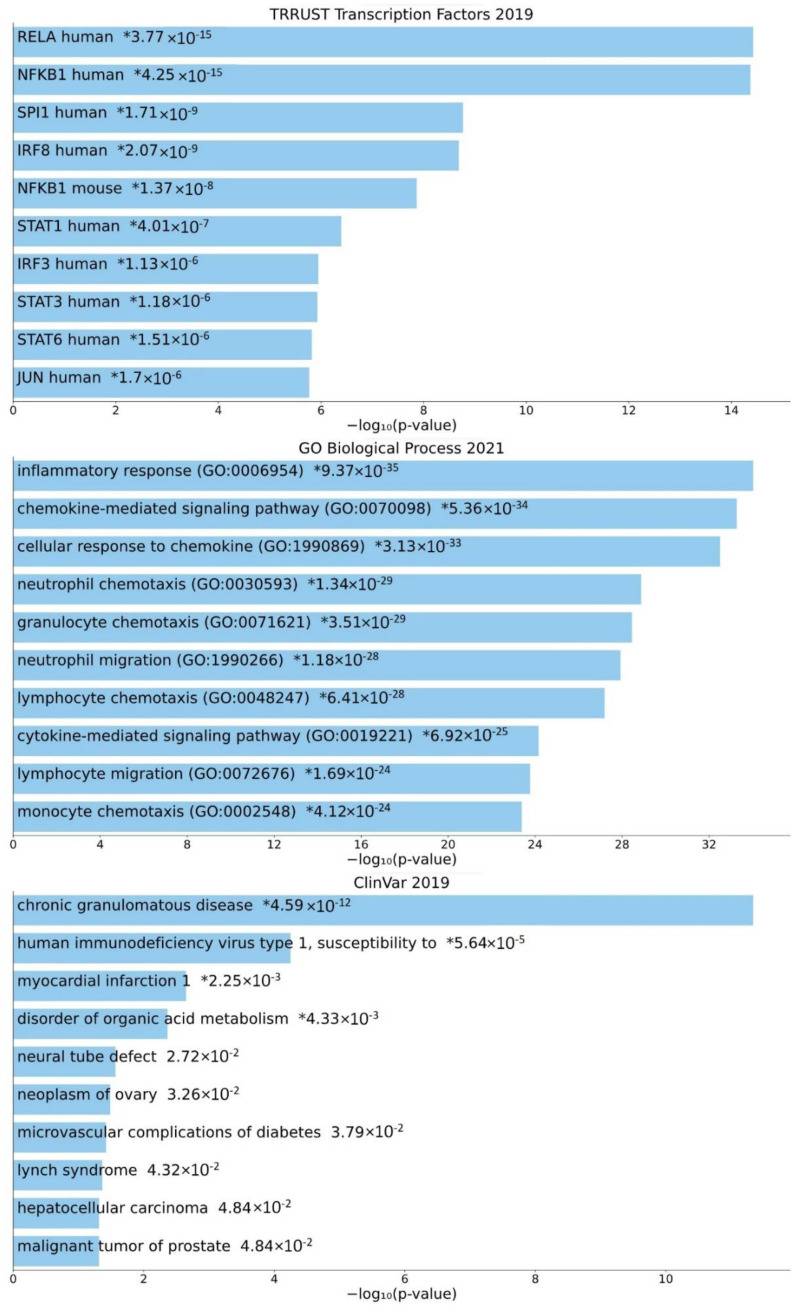 TRRUST Transcription Factors 2019
RELA human *3.77 ×10⁻¹⁵
NFKB1 human *4.25 ×10⁻¹⁵
SPI1 human *1.71×10⁻⁹
IRF8 human *2.07×10⁻⁹
NFKB1 mouse *1.37×10⁻⁸
STAT1 human *4.01×10⁻⁷
IRF3 human *1.13×10⁻⁶
STAT3 human *1.18×10⁻⁶
STAT6 human *1.51×10⁻⁶
JUN human *1.7×10⁻⁶
0 2 4 6 8 10 12 14
−log₁₀(p-value)
GO Biological Process 2021
inflammatory response (GO:0006954) *9.37×10⁻³⁵
chemokine-mediated signaling pathway (GO:0070098) *5.36×10⁻³⁴
cellular response to chemokine (GO:1990869) *3.13×10⁻³³
neutrophil chemotaxis (GO:0030593) *1.34×10⁻²⁹
granulocyte chemotaxis (GO:0071621) *3.51×10⁻²⁹
neutrophil migration (GO:1990266) *1.18×10⁻²⁸
lymphocyte chemotaxis (GO:0048247) *6.41×10⁻²⁸
cytokine-mediated signaling pathway (GO:0019221) *6.92×10⁻²⁵
lymphocyte migration (GO:0072676) *1.69×10⁻²⁴
monocyte chemotaxis (GO:0002548) *4.12×10⁻²⁴
0 4 8 12 16 20 24 28 32
−log₁₀(p-value)
ClinVar 2019
chronic granulomatous disease *4.59 ×10⁻¹²
human immunodeficiency virus type 1, susceptibility to *5.64×10⁻⁵
myocardial infarction 1 *2.25×10⁻³
disorder of organic acid metabolism *4.33×10⁻³
neural tube defect 2.72×10⁻²
neoplasm of ovary 3.26×10⁻²
microvascular complications of diabetes 3.79×10⁻²
lynch syndrome 4.32×10⁻²
hepatocellular carcinoma 4.84×10⁻²
malignant tumor of prostate 4.84×10⁻²
0 2 4 6 8 10
−log₁₀(p-value)